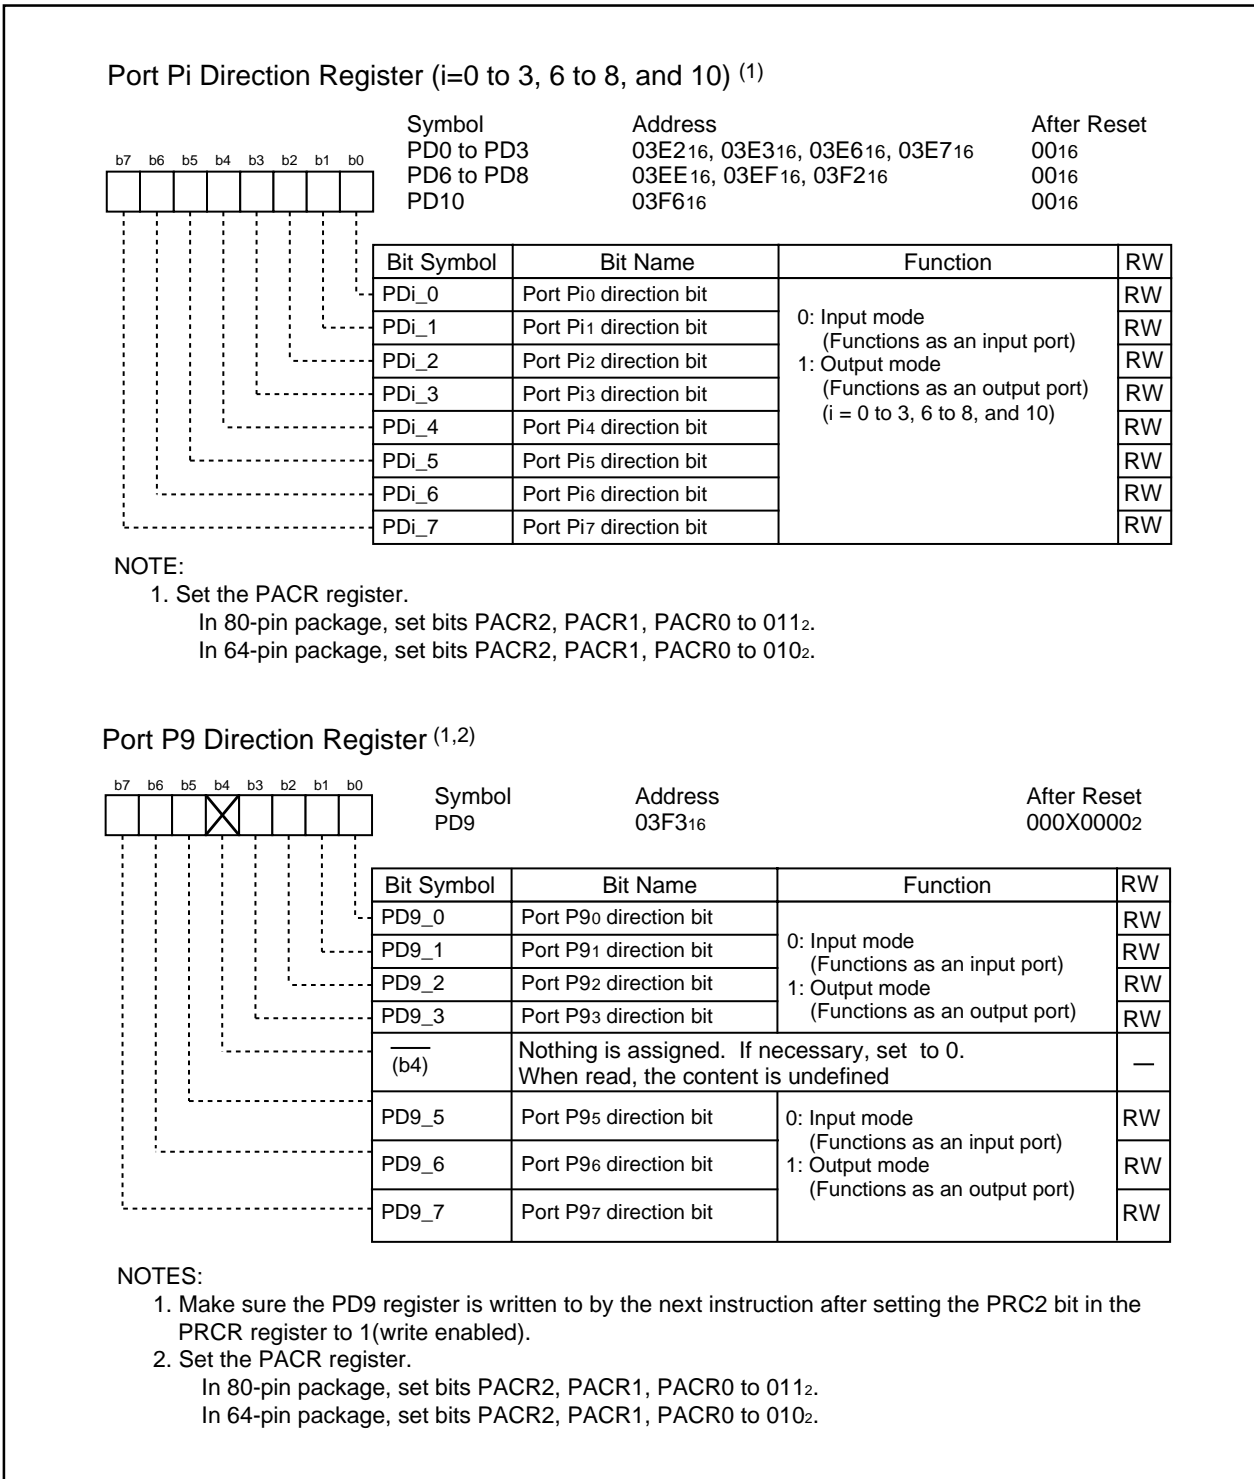 Port Pi Direction Register (i=0 to 3, 6 to 8, and 10) (1)
Symbol Address After Reset
PD0 to PD3 03E216, 03E316, 03E616, 03E716 0016
PD6 to PD8 03EE16, 03EF16, 03F216 0016
PD10 03F616 0016
b7 b6 b5 b4 b3 b2 b1 b0
Bit Symbol Bit Name Function RW
PDi_0 Port Pi0 direction bit RW
PDi_1 Port Pi1 direction bit RW
PDi_2 Port Pi2 direction bit RW
PDi_3 Port Pi3 direction bit RW
PDi_4 Port Pi4 direction bit RW
PDi_5 Port Pi5 direction bit RW
PDi_6 Port Pi6 direction bit RW
PDi_7 Port Pi7 direction bit RW
0: Input mode
(Functions as an input port)
1: Output mode
(Functions as an output port)
(i = 0 to 3, 6 to 8, and 10)
NOTE:
1. Set the PACR register.
In 80-pin package, set bits PACR2, PACR1, PACR0 to 0112.
In 64-pin package, set bits PACR2, PACR1, PACR0 to 0102.
Port P9 Direction Register (1,2)
b7 b6 b5 b4 b3 b2 b1 b0
Symbol Address After Reset
PD9 03F316 000X00002
Bit Symbol Bit Name Function RW
PD9_0 Port P90 direction bit RW
PD9_1 Port P91 direction bit RW
PD9_2 Port P92 direction bit RW
PD9_3 Port P93 direction bit RW
0: Input mode
(Functions as an input port)
1: Output mode
(Functions as an output port)
(b4) Nothing is assigned. If necessary, set to 0. —
When read, the content is undefined
PD9_5 Port P95 direction bit RW
PD9_6 Port P96 direction bit RW
PD9_7 Port P97 direction bit RW
0: Input mode
(Functions as an input port)
1: Output mode
(Functions as an output port)
NOTES:
1. Make sure the PD9 register is written to by the next instruction after setting the PRC2 bit in the
PRCR register to 1(write enabled).
2. Set the PACR register.
In 80-pin package, set bits PACR2, PACR1, PACR0 to 0112.
In 64-pin package, set bits PACR2, PACR1, PACR0 to 0102.